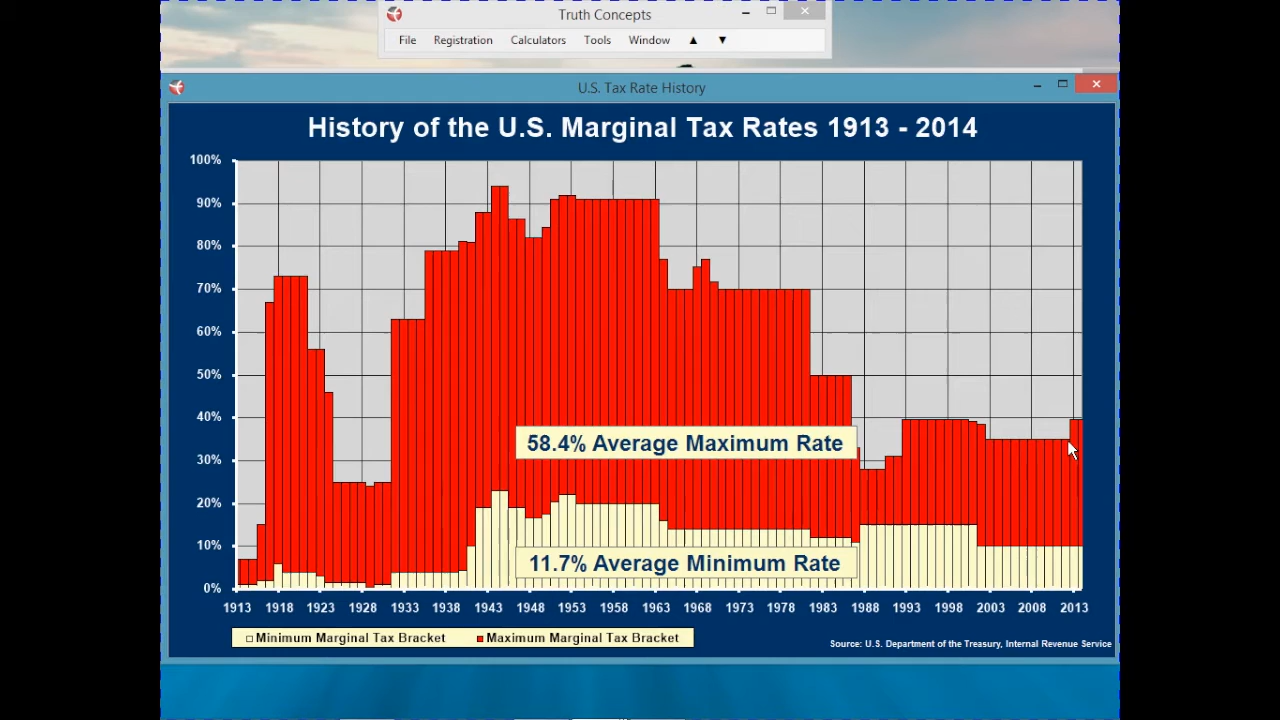 Truth Concepts
File Registration Calculators Tools Window
U.S. Tax Rate History
History of the U.S. Marginal Tax Rates 1913 - 2014
100%
90%
80%
70%
60%
50%
40%
30%
20%
10%
0%
58.4% Average Maximum Rate
11.7% Average Minimum Rate
1913 1918 1923 1928 1933 1938 1943 1948 1953 1958 1963 1968 1973 1978 1983 1988 1993 1998 2003 2008 2013
Minimum Marginal Tax Bracket Maximum Marginal Tax Bracket
Source: U.S. Department of the Treasury, Internal Revenue Service